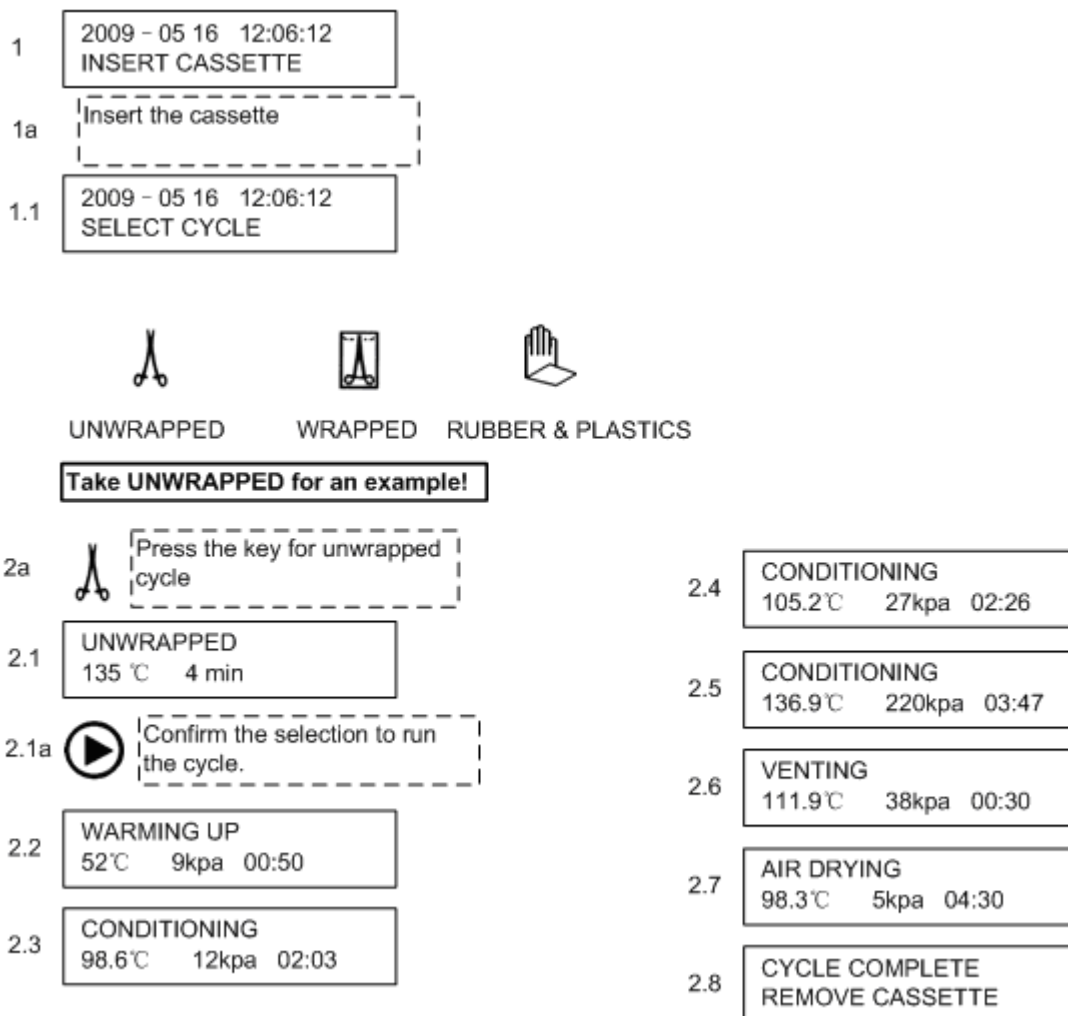 1
2009 - 05 16 12:06:12
INSERT CASSETTE
1a
Insert the cassette
1.1
2009 - 05 16 12:06:12
SELECT CYCLE
UNWRAPPED WRAPPED RUBBER & PLASTICS
Take UNWRAPPED for an example!
2a
Press the key for unwrapped
cycle
2.1
UNWRAPPED
135 ℃ 4 min
2.1a
Confirm the selection to run
the cycle.
2.2
WARMING UP
52℃ 9kpa 00:50
2.3
CONDITIONING
98.6℃ 12kpa 02:03
2.4
CONDITIONING
105.2℃ 27kpa 02:26
2.5
CONDITIONING
136.9℃ 220kpa 03:47
2.6
VENTING
111.9℃ 38kpa 00:30
2.7
AIR DRYING
98.3℃ 5kpa 04:30
2.8
CYCLE COMPLETE
REMOVE CASSETTE